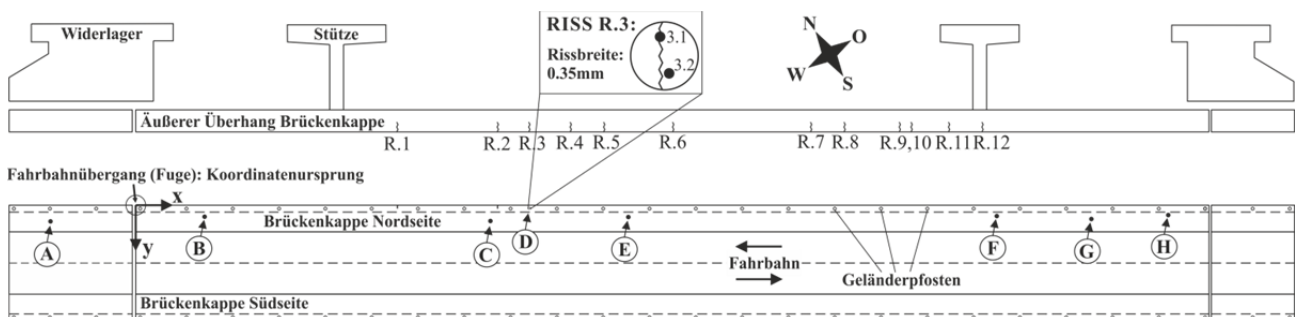 Widerlager
Stütze
RISS R.3:
Rissbreite:
0.35mm
3.1
3.2
N
O
W
S
Äußerer Überhang Brückenkappe
R.1
R.2
R.3
R.4
R.5
R.6
R.7
R.8
R.9,10
R.11
R.12
Fahrbahnübergang (Fuge): Koordinatenursprung
x
y
Brückenkappe Nordseite
A
B
C
D
E
F
G
H
Fahrbahn
Geländerpfosten
Brückenkappe Südseite